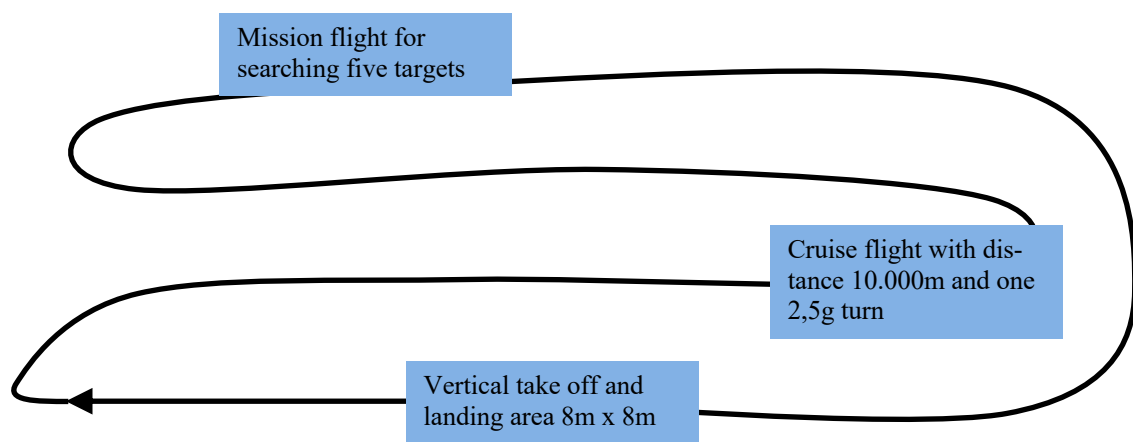 Mission flight for
searching five targets
Cruise flight with dis-
tance 10.000m and one
2,5g turn
Vertical take off and
landing area 8m x 8m